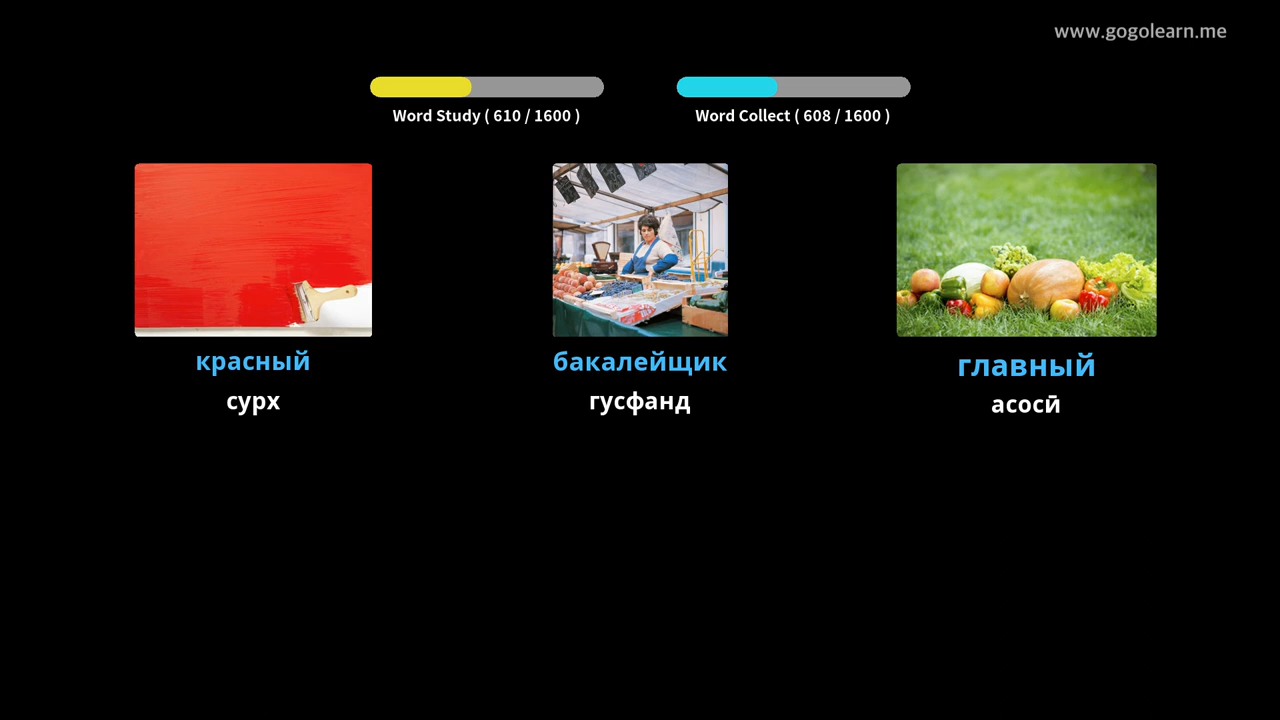 www.gogolearn.me
Word Study ( 610 / 1600 )
Word Collect ( 608 / 1600 )
красный
бакалейщик
главный
сурх
гусфанд
асосӣ